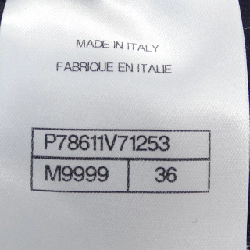 MADE IN ITALY
FABRIQUE EN ITALIE
P78611V71253
M9999 36